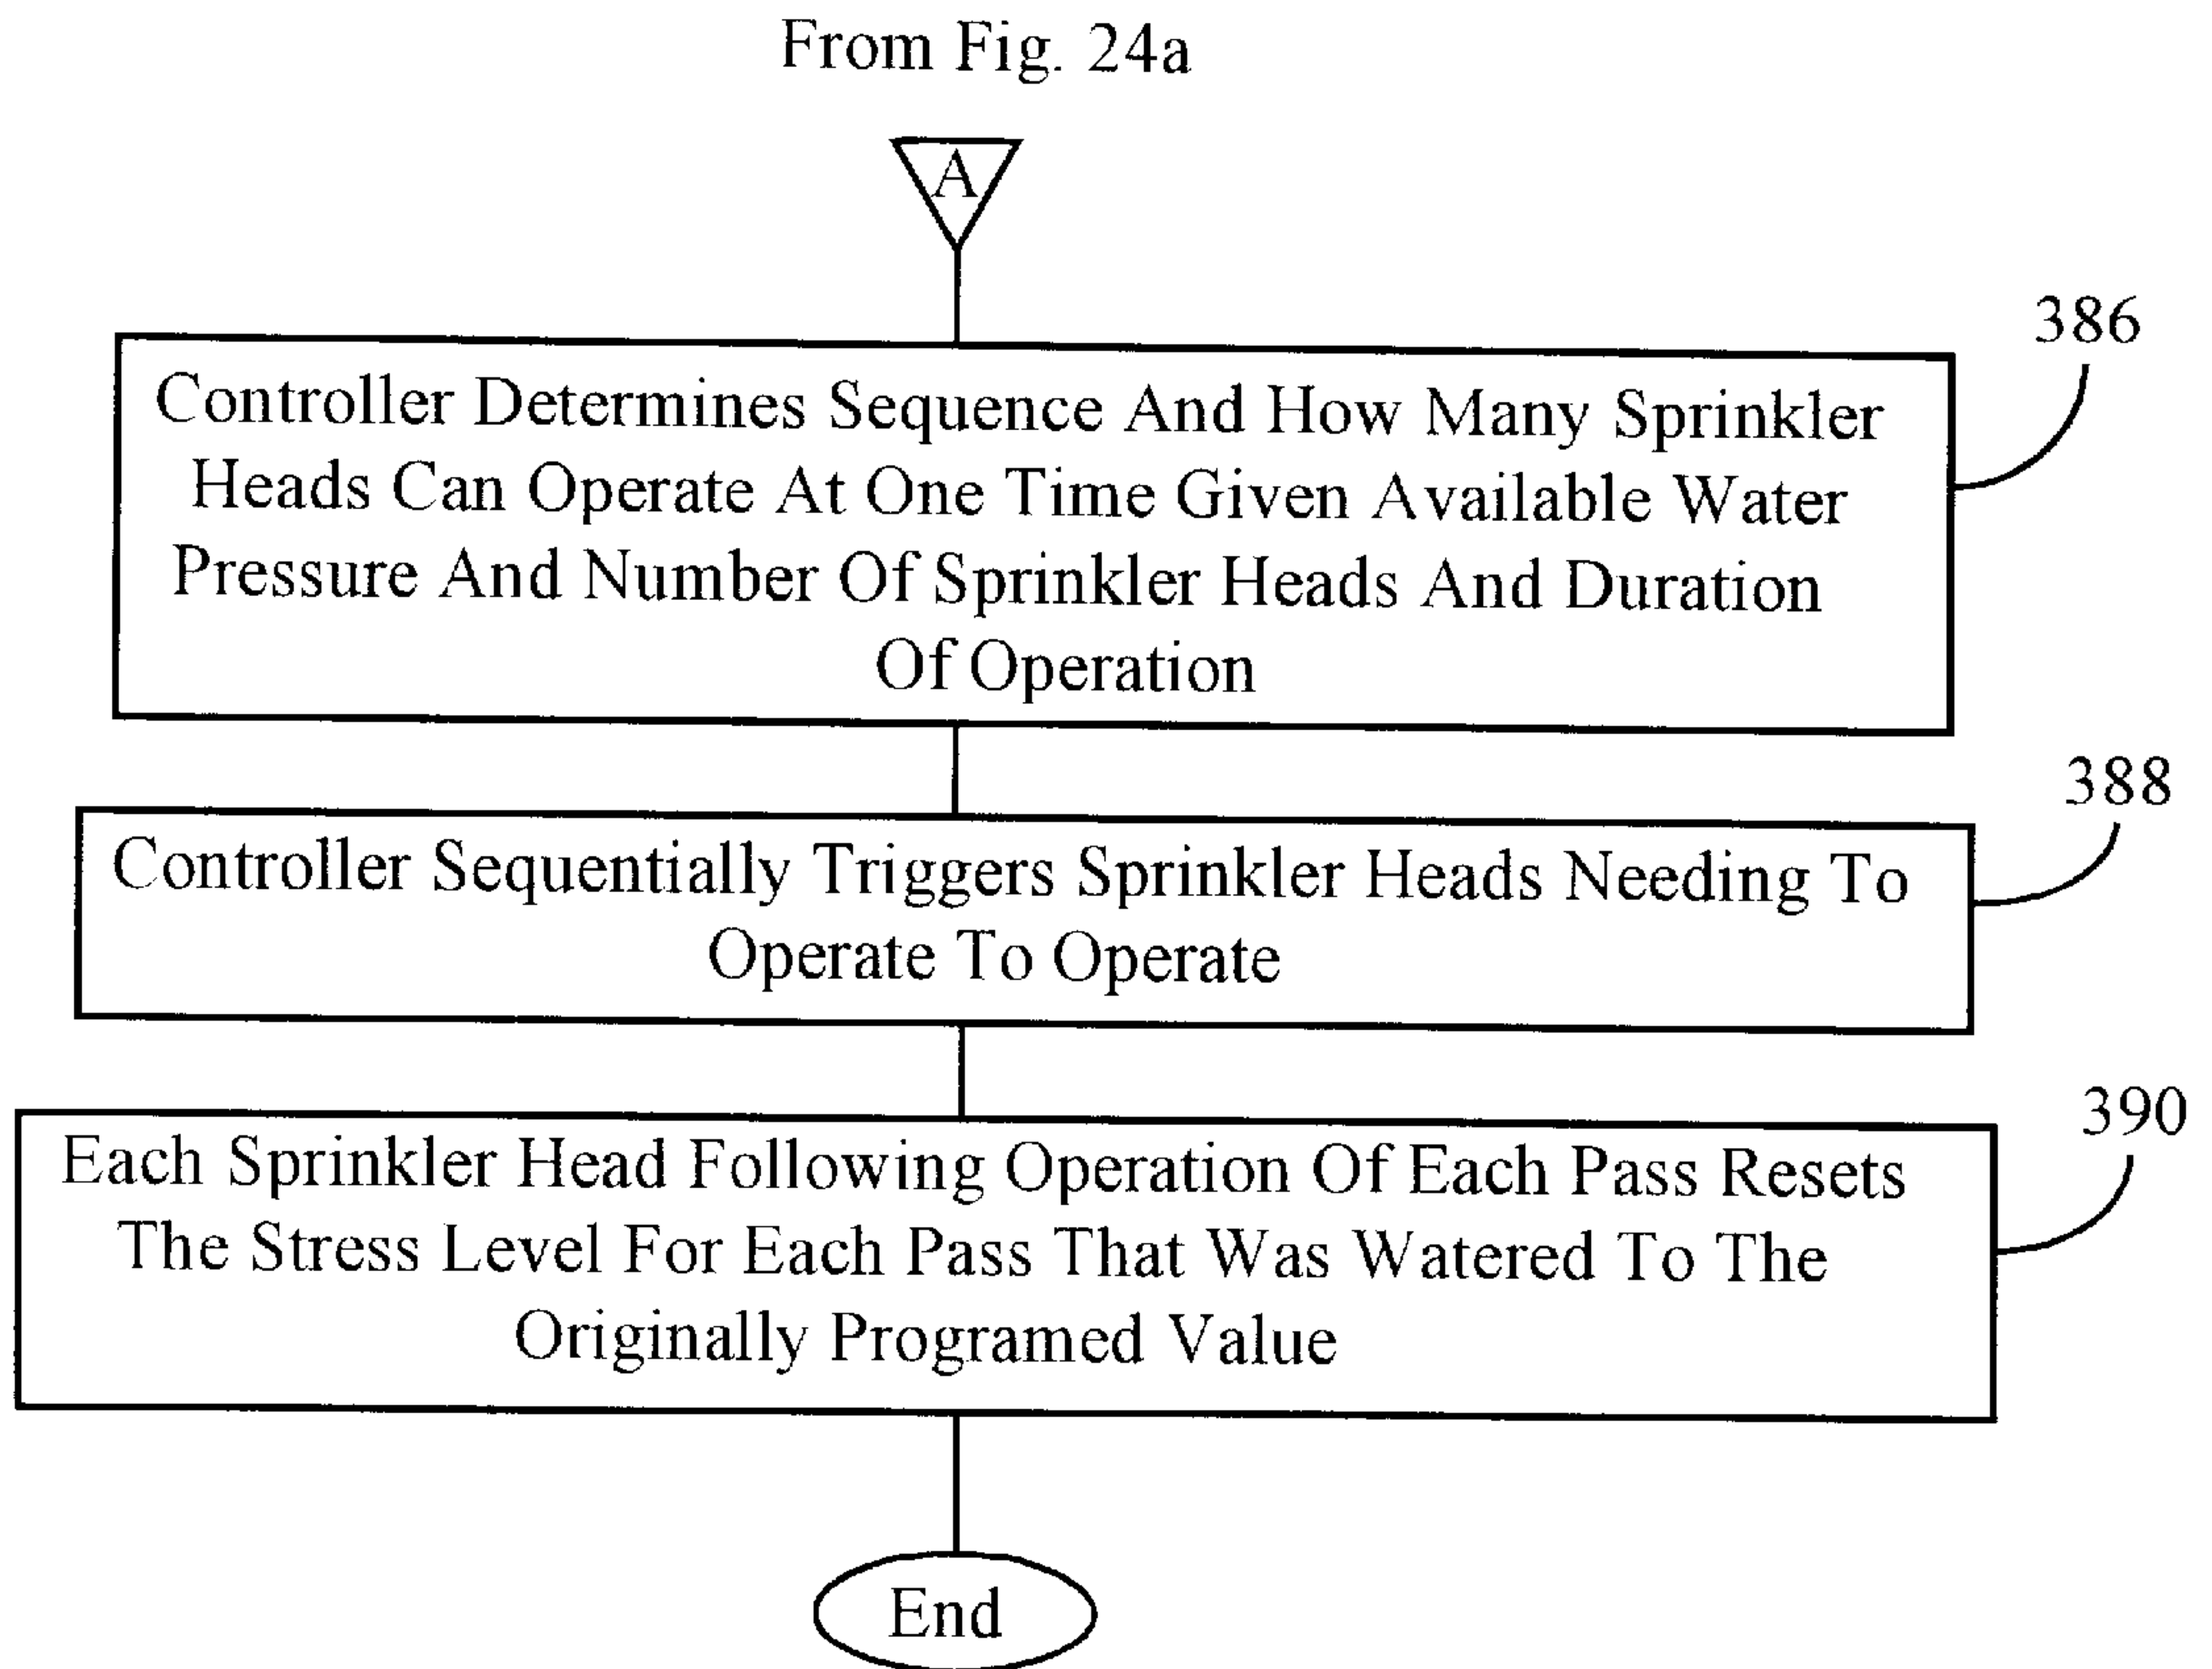 From Fig. 24a
A
386
Controller Determines Sequence And How Many Sprinkler
Heads Can Operate At One Time Given Available Water
Pressure And Number Of Sprinkler Heads And Duration
Of Operation
388
Controller Sequentially Triggers Sprinkler Heads Needing To
Operate To Operate
390
Each Sprinkler Head Following Operation Of Each Pass Resets
The Stress Level For Each Pass That Was Watered To The
Originally Programed Value
End